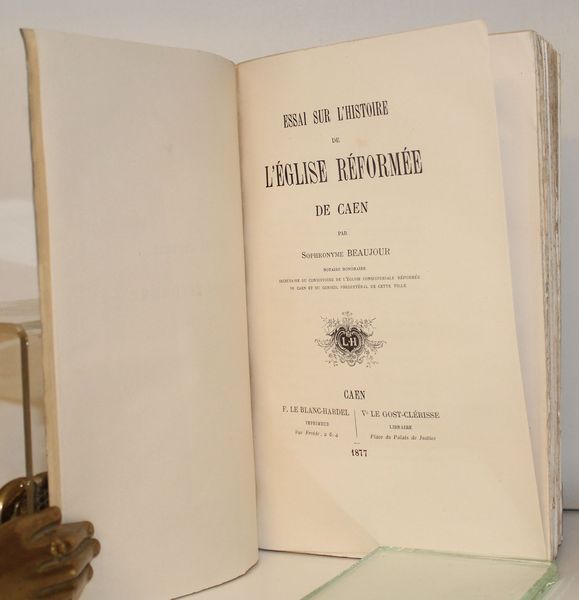 ESSAI SUR L'HISTOIRE
DE
L'ÉGLISE RÉFORMÉE
DE CAEN
PAR
SOPHRONYME BEAUJOUR
NOTAIRE HONORAIRE
SECRÉTAIRE DU CONSISTOIRE DE L'ÉGLISE CONSISTORIALE RÉFORMÉE
DE CAEN ET DU CONSEIL PRESBYTÉRAL DE CETTE VILLE
L·H
CAEN
F. LE BLANC-HARDEL
IMPRIMEUR
Rue Froide, 2 & 4
Ve LE GOST-CLÉRISSE
LIBRAIRE
Place du Palais de Justice
1877